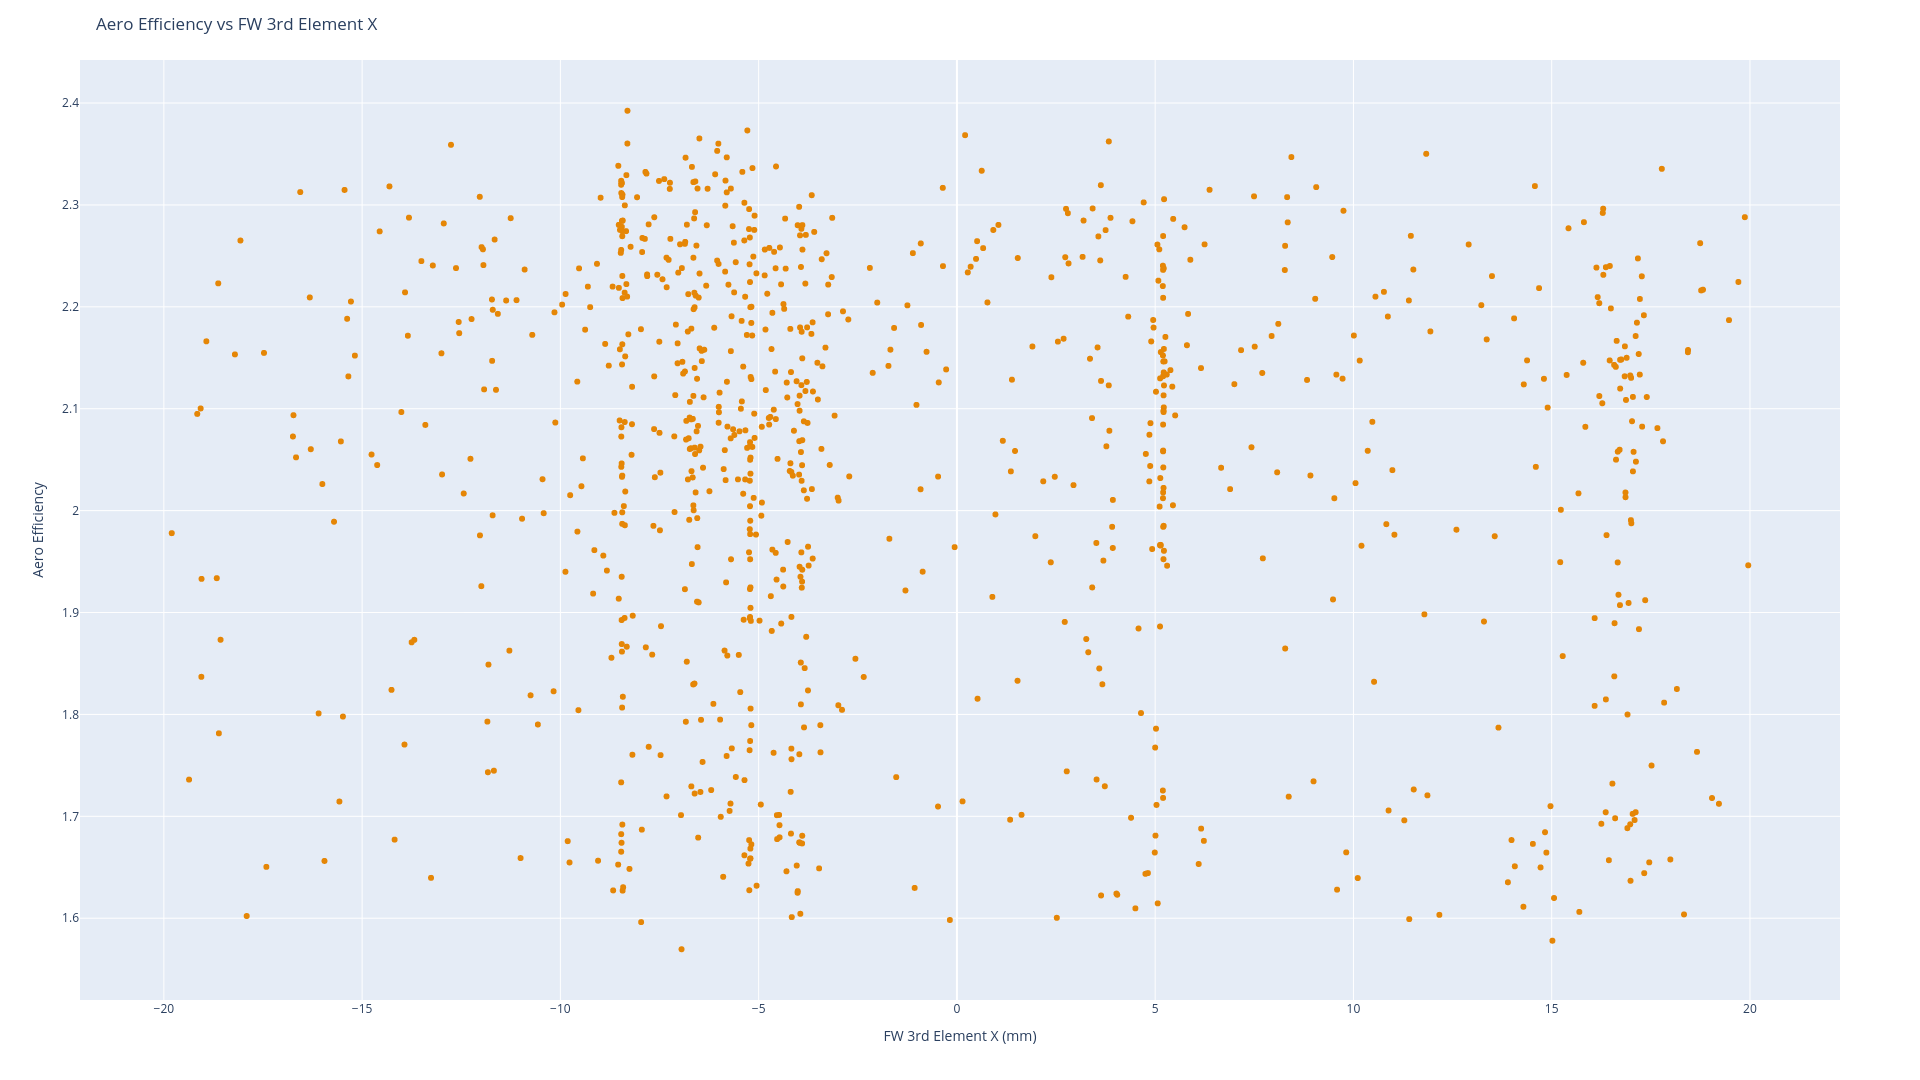 Aero Efficiency vs FW 3rd Element X
2.4
2.3
2.2
2.1
2
1.9
1.8
1.7
1.6
Aero Efficiency
−20 −15 −10 −5 0 5 10 15 20
FW 3rd Element X (mm)